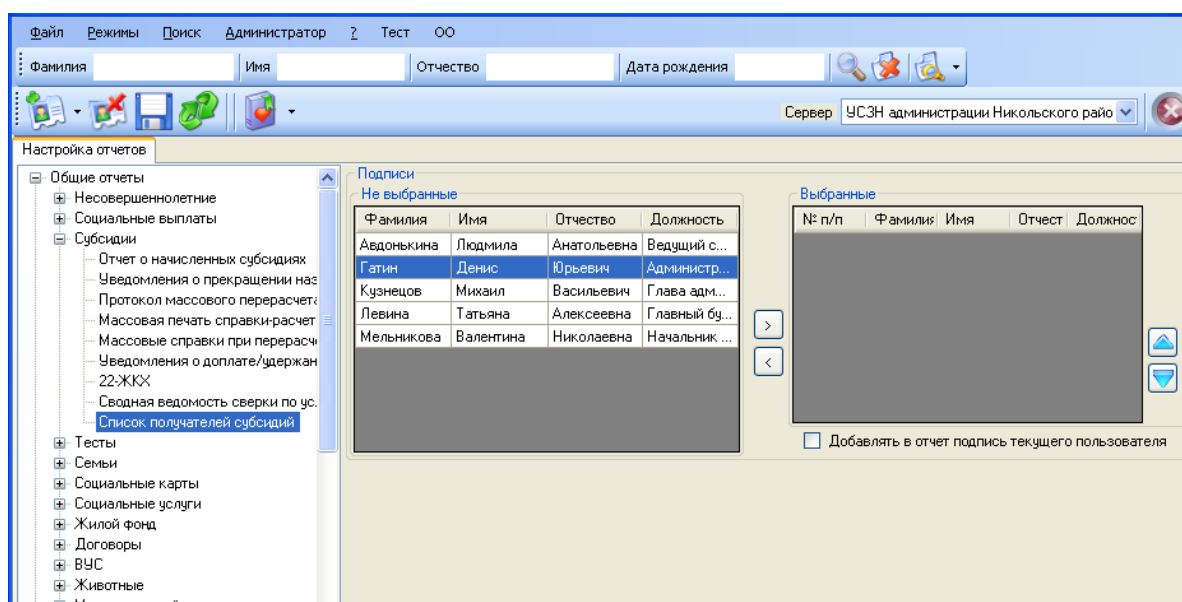 Файл Режимы Поиск Администратор ? Тест ОО
Фамилия Имя Отчество Дата рождения
Сервер УСЗН администрации Никольского райо
Настройка отчетов
Общие отчеты
Несовершеннолетние
Социальные выплаты
Субсидии
Отчет о начисленных субсидиях
Уведомления о прекращении наз
Протокол массового перерасчета
Массовая печать справки-расчет
Массовые справки при перерасч
Уведомления о доплате/удержан
22-ЖКХ
Сводная ведомость сверки по ус.
Список получателей субсидий
Тесты
Семьи
Социальные карты
Социальные услуги
Жилой фонд
Договоры
ВУС
Животные
Подписи
Не выбранные
Фамилия Имя Отчество Должность
Авдонькина Людмила Анатольевна Ведущий с...
Гатин Денис Юрьевич Администр...
Кузнецов Михаил Васильевич Глава адм...
Левина Татьяна Алексеевна Главный бу...
Мельникова Валентина Николаевна Начальник ...
>
<
Выбранные
№ п/п Фамилия Имя Отчест Должнос
Добавлять в отчет подпись текущего пользователя